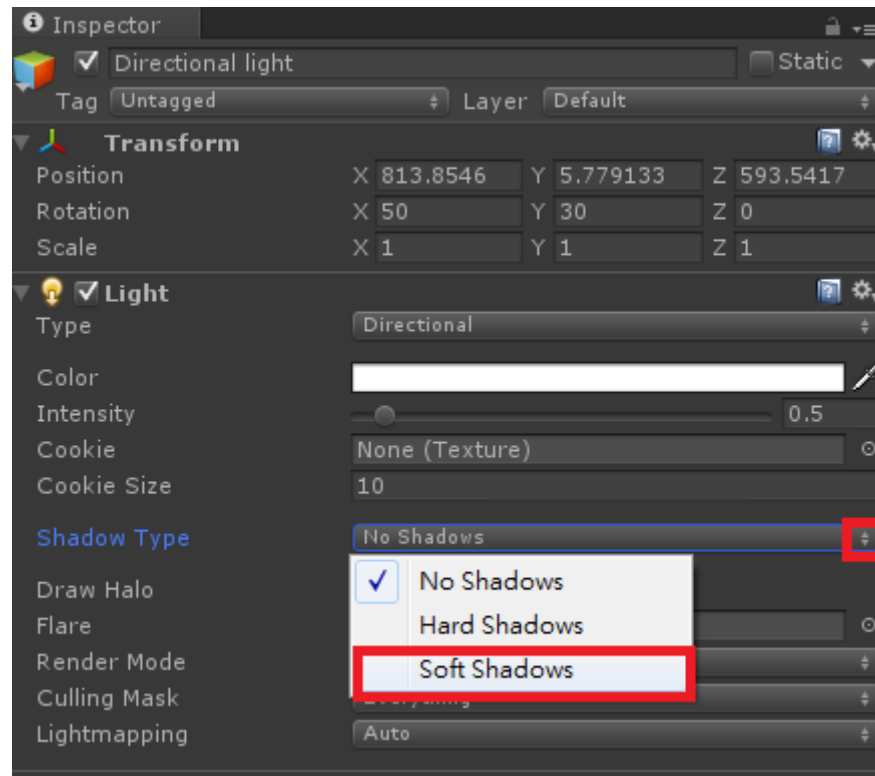 Inspector
Directional light Static
Tag Untagged Layer Default
Transform
Position X 813.8546 Y 5.779133 Z 593.5417
Rotation X 50 Y 30 Z 0
Scale X 1 Y 1 Z 1
Light
Type Directional
Color
Intensity 0.5
Cookie None (Texture)
Cookie Size 10
Shadow Type No Shadows
No Shadows
Draw Halo
Hard Shadows
Flare
Soft Shadows
Render Mode
Culling Mask Everything
Lightmapping Auto